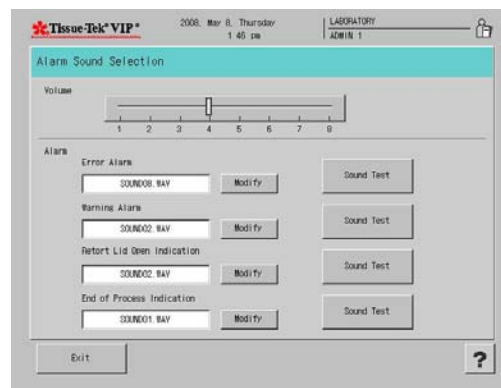 Tissue-Tek® VIP®
2008. May 8. Thursday
1 46 pm
LABORATORY
ADMIN 1
Alarm Sound Selection
Volume
1 2 3 4 5 6 7 8
Alarm
Error Alarm
SOUND08.WAV Modify Sound Test
Warning Alarm
SOUND02.WAV Modify Sound Test
Retort Lid Open Indication
SOUND02.WAV Modify Sound Test
End of Process Indication
SOUND01.WAV Modify Sound Test
Exit ?